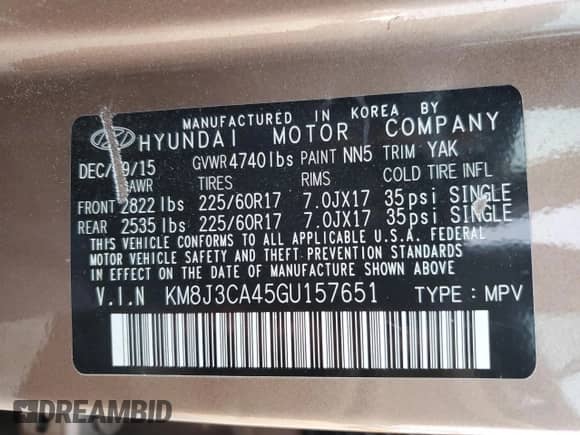 MANUFACTURED IN KOREA BY
HYUNDAI MOTOR COMPANY
DEC/ 9/15 GVWR 4740lbs PAINT NN5 TRIM YAK
GAWR TIRES RIMS COLD TIRE INFL
FRONT 2822 lbs 225/60R17 7.0JX17 35psi SINGLE
REAR 2535 lbs 225/60R17 7.0JX17 35psi SINGLE
THIS VEHICLE CONFORMS TO ALL APPLICABLE U.S.A. FEDERAL
MOTOR VEHICLE SAFETY AND THEFT PREVENTION STANDARDS
IN EFFECT ON THE DATE OF MANUFACTURE SHOWN ABOVE.
V.I.N KM8J3CA45GU157651 TYPE : MPV
DREAMBID